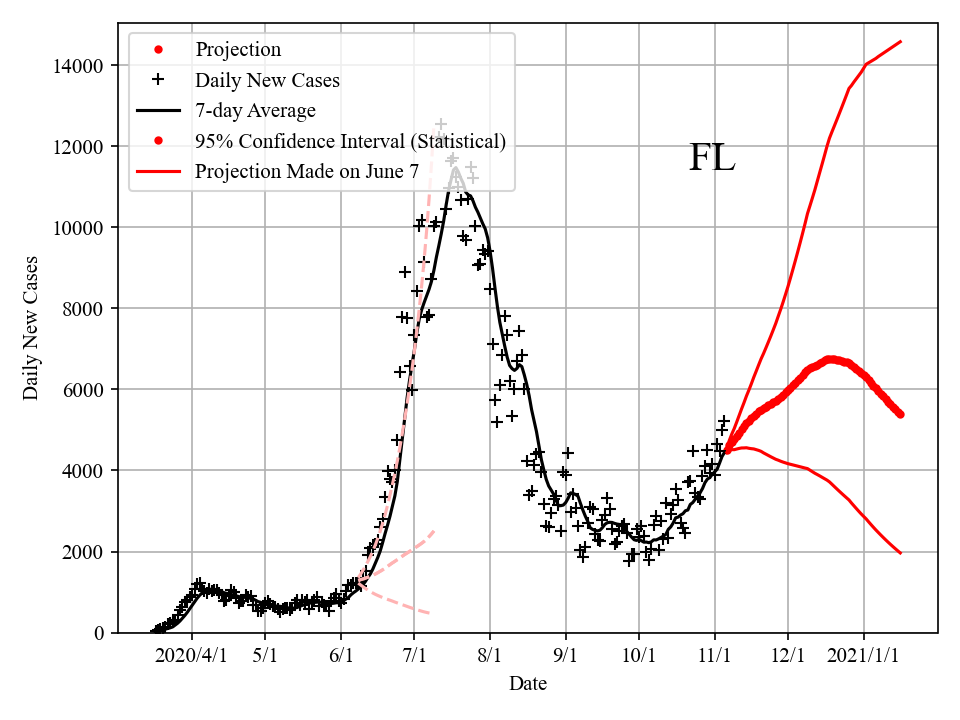 14000
12000
10000
8000
6000
4000
2000
0
Daily New Cases
Projection
Daily New Cases
7-day Average
95% Confidence Interval (Statistical)
Projection Made on June 7
FL
2020/4/1 5/1 6/1 7/1 8/1 9/1 10/1 11/1 12/1 2021/1/1
Date